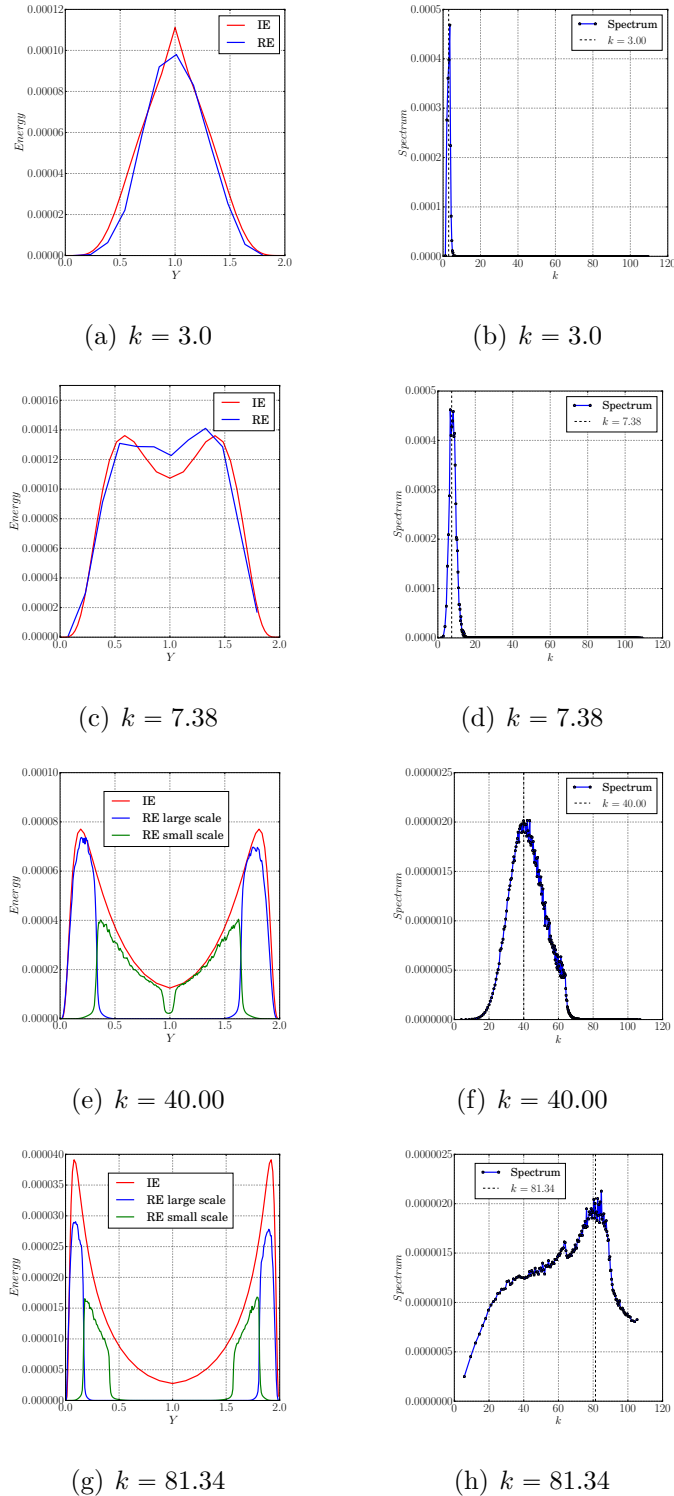 0.00012
0.00010
0.00008
0.00006
0.00004
0.00002
0.00000
Energy
IE
RE
0.0 0.5 1.0 1.5 2.0
Y
(a) k = 3.0
0.0005
0.0004
0.0003
0.0002
0.0001
0.0000
Spectrum
Spectrum
k = 3.00
0 20 40 60 80 100 120
k
(b) k = 3.0
0.00016
0.00014
0.00012
0.00010
0.00008
0.00006
0.00004
0.00002
0.00000
Energy
IE
RE
0.0 0.5 1.0 1.5 2.0
Y
(c) k = 7.38
0.0005
0.0004
0.0003
0.0002
0.0001
0.0000
Spectrum
Spectrum
k = 7.38
0 20 40 60 80 100 120
k
(d) k = 7.38
0.00010
0.00008
0.00006
0.00004
0.00002
0.00000
Energy
IE
RE large scale
RE small scale
0.0 0.5 1.0 1.5 2.0
Y
(e) k = 40.00
0.0000025
0.0000020
0.0000015
0.0000010
0.0000005
0.0000000
Spectrum
Spectrum
k = 40.00
0 20 40 60 80 100 120
k
(f) k = 40.00
0.000040
0.000035
0.000030
0.000025
0.000020
0.000015
0.000010
0.000005
0.000000
Energy
IE
RE large scale
RE small scale
0.0 0.5 1.0 1.5 2.0
Y
(g) k = 81.34
0.0000025
0.0000020
0.0000015
0.0000010
0.0000005
0.0000000
Spectrum
Spectrum
k = 81.34
0 20 40 60 80 100 120
k
(h) k = 81.34